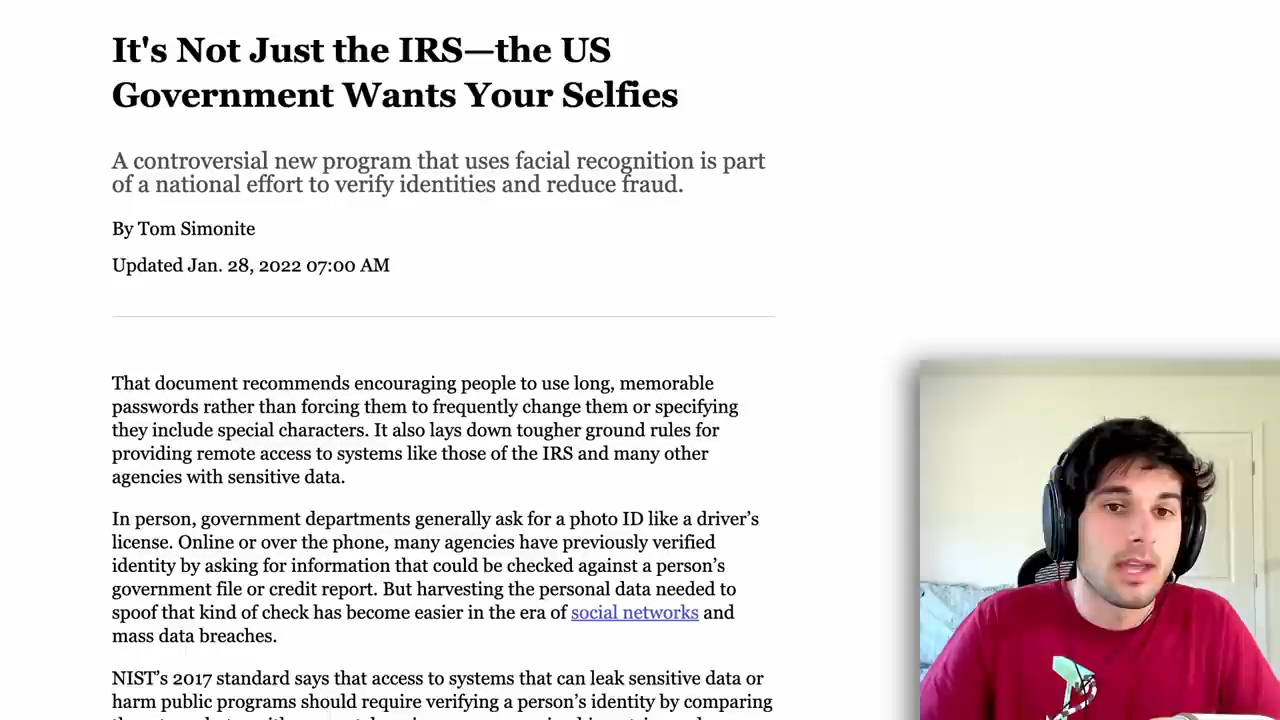 It's Not Just the IRS—the US
Government Wants Your Selfies
A controversial new program that uses facial recognition is part
of a national effort to verify identities and reduce fraud.
By Tom Simonite
Updated Jan. 28, 2022 07:00 AM
That document recommends encouraging people to use long, memorable
passwords rather than forcing them to frequently change them or specifying
they include special characters. It also lays down tougher ground rules for
providing remote access to systems like those of the IRS and many other
agencies with sensitive data.
In person, government departments generally ask for a photo ID like a driver’s
license. Online or over the phone, many agencies have previously verified
identity by asking for information that could be checked against a person’s
government file or credit report. But harvesting the personal data needed to
spoof that kind of check has become easier in the era of social networks and
mass data breaches.
NIST’s 2017 standard says that access to systems that can leak sensitive data or
harm public programs should require verifying a person’s identity by comparing